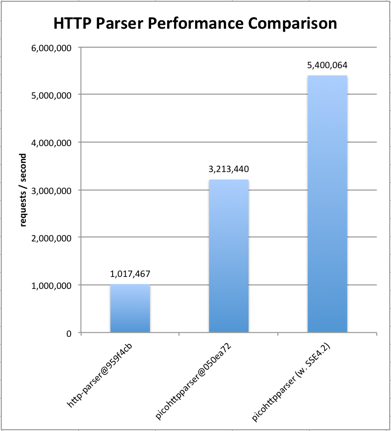 HTTP Parser Performance Comparison
6,000,000
5,000,000
4,000,000
3,000,000
2,000,000
1,000,000
0
requests / second
1,017,467
3,213,440
5,400,064
http-parser@959f4cb
picohttpparser@050ea72
picohttpparser (w. SSE4.2)